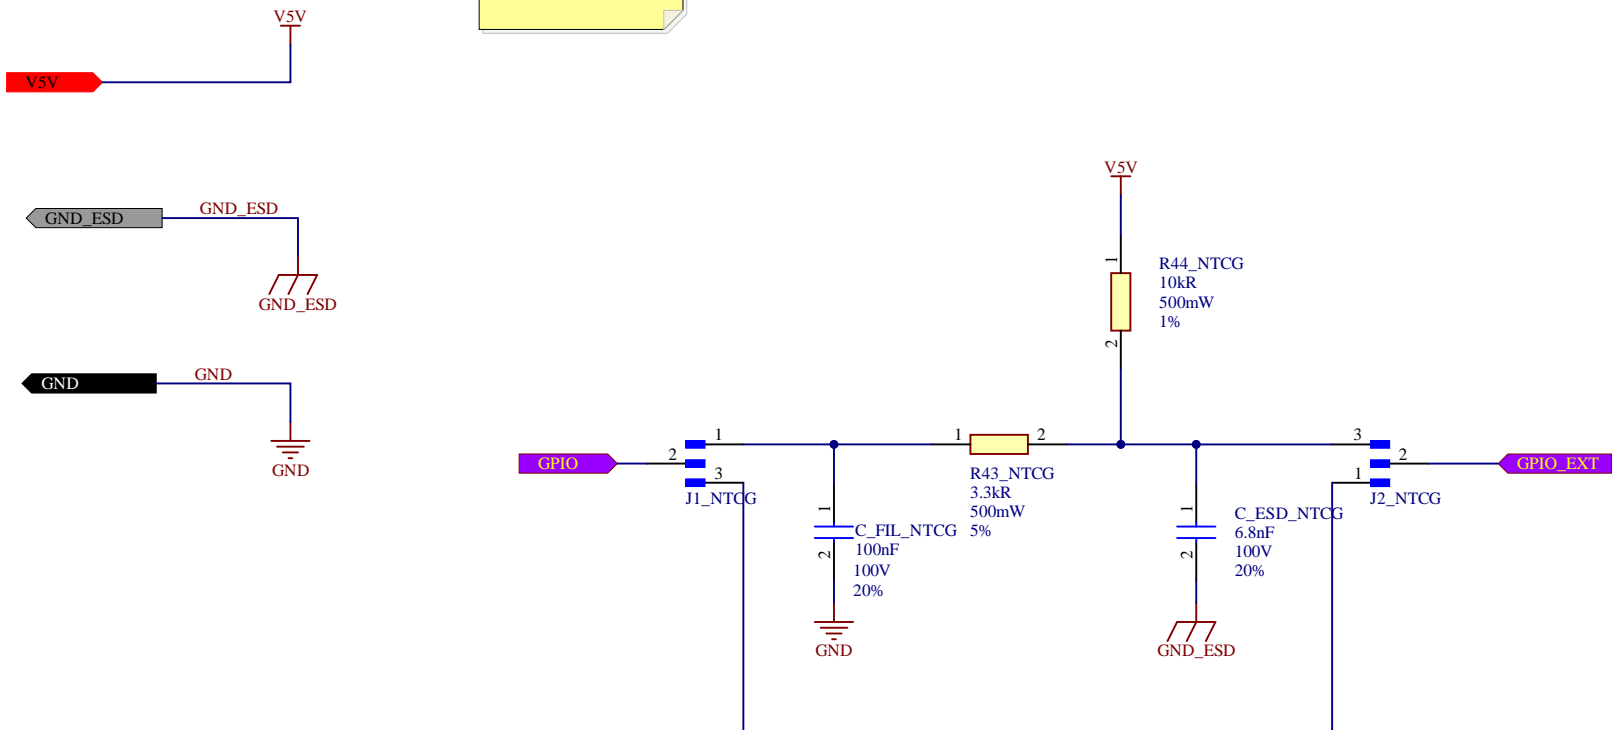 V5V
V5V
GND_ESD
GND_ESD
GND_ESD
GND
GND
GND
V5V
1
R44_NTCG
10kR
500mW
1%
2
GPIO
1
2
3
J1_NTCG
1
2
R43_NTCG
3.3kR
500mW
5%
1
2
C_FIL_NTCG
100nF
100V
20%
GND
1
2
C_ESD_NTCG
6.8nF
100V
20%
GND_ESD
3
2
1
J2_NTCG
GPIO_EXT